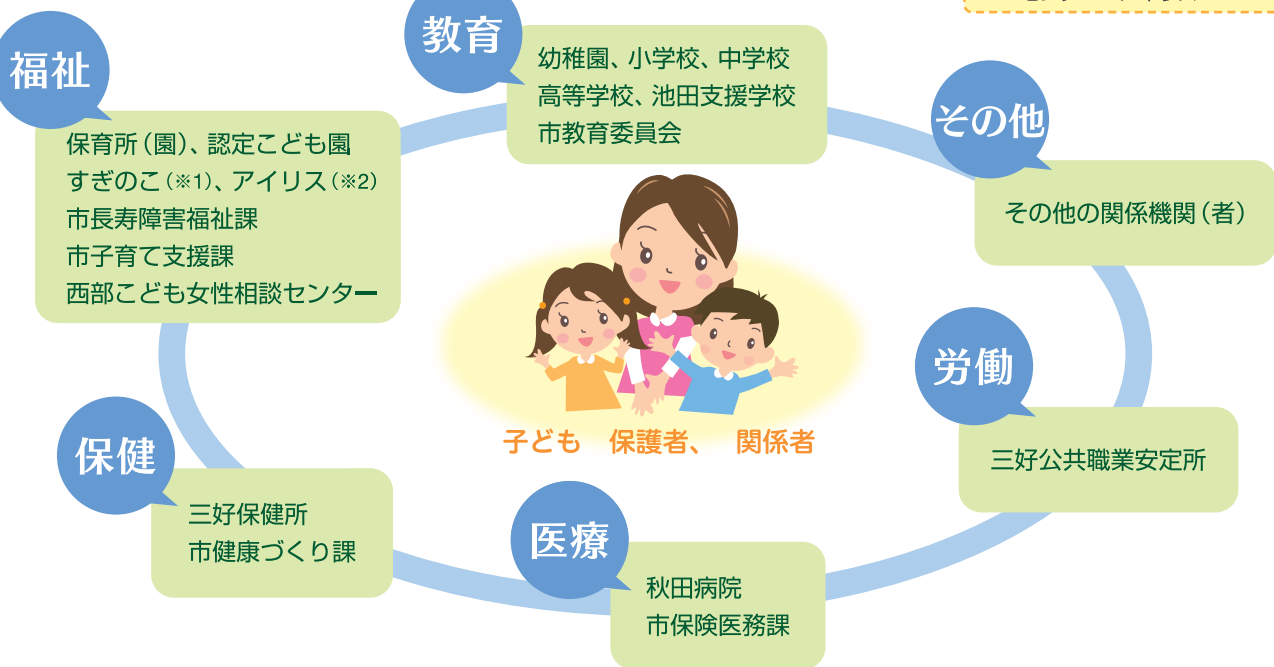 教育
幼稚園、小学校、中学校
高等学校、池田支援学校
市教育委員会
福祉
保育所(園)、認定こども園
すぎのこ(※1)、アイリス(※2)
市長寿障害福祉課
市子育て支援課
西部こども女性相談センター
その他
その他の関係機関(者)
労働
三好公共職業安定所
子ども 保護者、 関係者
保健
三好保健所
市健康づくり課
医療
秋田病院
市保険医務課